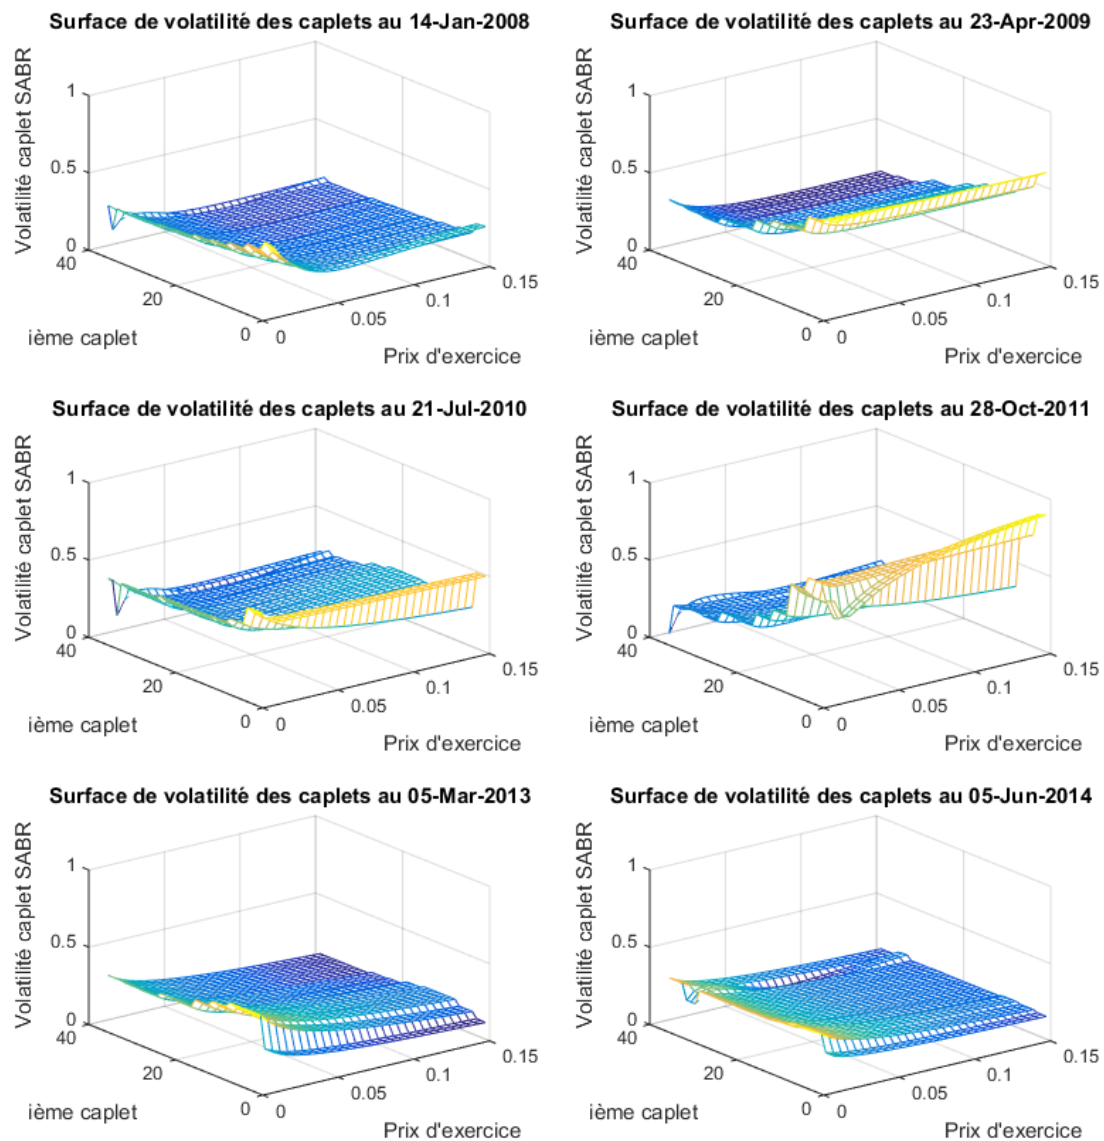 Surface de volatilité des caplets au 14-Jan-2008
Volatilité caplet SABR
1
0.5
0
40
20
0
ième caplet
0
0.05
0.1
0.15
Prix d'exercice
Surface de volatilité des caplets au 23-Apr-2009
Volatilité caplet SABR
1
0.5
0
40
20
0
ième caplet
0
0.05
0.1
0.15
Prix d'exercice
Surface de volatilité des caplets au 21-Jul-2010
Volatilité caplet SABR
1
0.5
0
40
20
0
ième caplet
0
0.05
0.1
0.15
Prix d'exercice
Surface de volatilité des caplets au 28-Oct-2011
Volatilité caplet SABR
1
0.5
0
40
20
0
ième caplet
0
0.05
0.1
0.15
Prix d'exercice
Surface de volatilité des caplets au 05-Mar-2013
Volatilité caplet SABR
1
0.5
0
40
20
0
ième caplet
0
0.05
0.1
0.15
Prix d'exercice
Surface de volatilité des caplets au 05-Jun-2014
Volatilité caplet SABR
1
0.5
0
40
20
0
ième caplet
0
0.05
0.1
0.15
Prix d'exercice